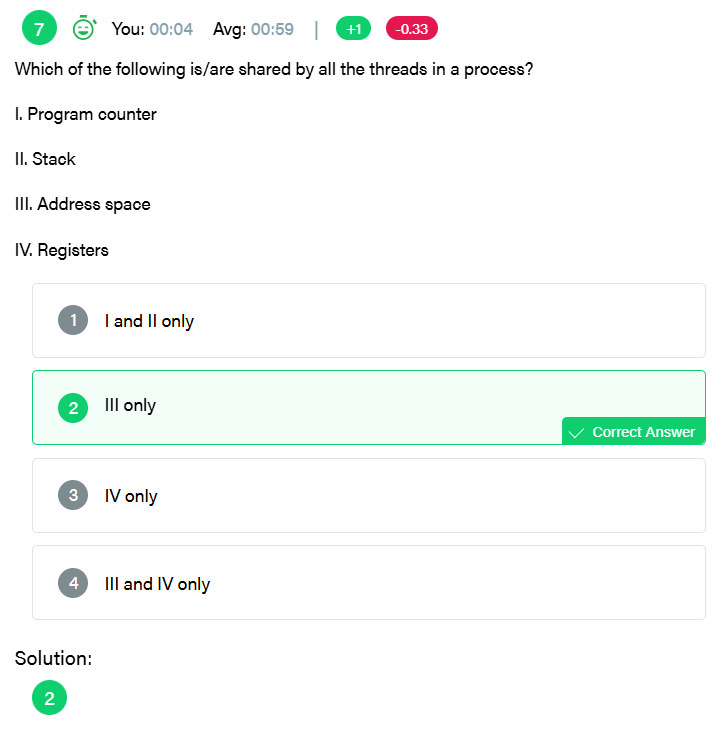 7 You: 00:04 Avg: 00:59 | +1 -0.33
Which of the following is/are shared by all the threads in a process?
I. Program counter
II. Stack
III. Address space
IV. Registers
1 I and II only
2 III only
Correct Answer
3 IV only
4 III and IV only
Solution:
2